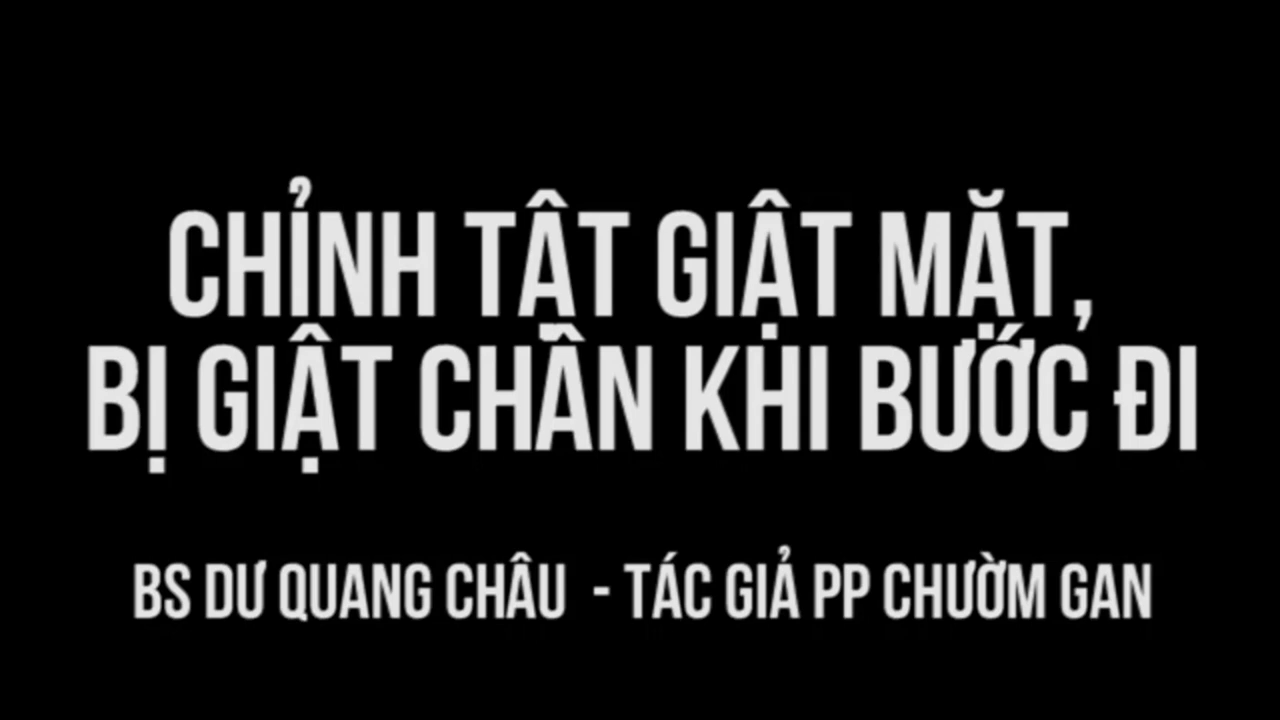 CHỈNH TẬT GIẬT MẶT,
BỊ GIẬT CHÂN KHI BƯỚC ĐI
BS DƯ QUANG CHÂU - TÁC GIẢ PP CHƯỜM GAN